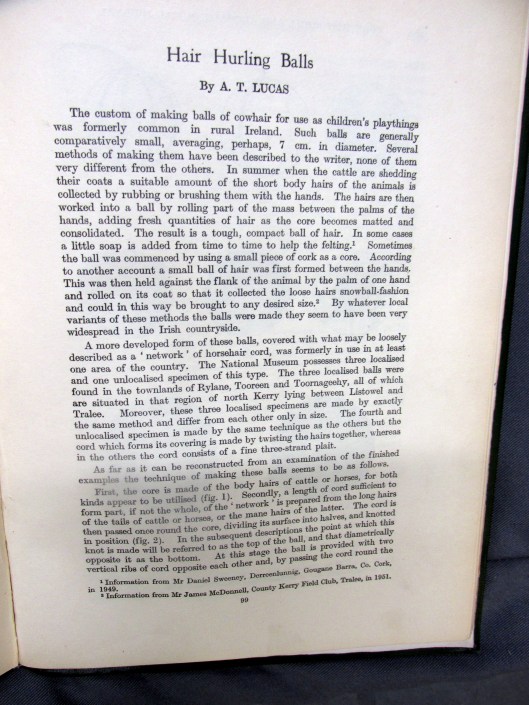 Hair Hurling Balls
By A. T. LUCAS
The custom of making balls of cowhair for use as children's playthings
was formerly common in rural Ireland. Such balls are generally
comparatively small, averaging, perhaps, 7 cm. in diameter. Several
methods of making them have been described to the writer, none of them
very different from the others. In summer when the cattle are shedding
their coats a suitable amount of the short body hairs of the animals is
collected by rubbing or brushing them with the hands. The hairs are then
worked into a ball by rolling part of the mass between the palms of the
hands, adding fresh quantities of hair as the core becomes matted and
consolidated. The result is a tough, compact ball of hair. In some cases
a little soap is added from time to time to help the felting.¹ Sometimes
the ball was commenced by using a small piece of cork as a core. According
to another account a small ball of hair was first formed between the hands.
This was then held against the flank of the animal by the palm of one hand
and rolled on its coat so that it collected the loose hairs snowball-fashion
and could in this way be brought to any desired size.² By whatever local
variants of these methods the balls were made they seem to have been very
widespread in the Irish countryside.
A more developed form of these balls, covered with what may be loosely
described as a ' network ' of horsehair cord, was formerly in use in at least
one area of the country. The National Museum possesses three localised
and one unlocalised specimen of this type. The three localised balls were
found in the townlands of Rylane, Tooreen and Toornageehy, all of which
are situated in that region of north Kerry lying between Listowel and
Tralee. Moreover, these three localised specimens are made by exactly
the same method and differ from each other only in size. The fourth and
unlocalised specimen is made by the same technique as the others but the
cord which forms its covering is made by twisting the hairs together, whereas
in the others the cord consists of a fine three-strand plait.
As far as it can be reconstructed from an examination of the finished
examples the technique of making these balls seems to be as follows.
First, the core is made of the body hairs of cattle or horses, for both
kinds appear to be utilised (fig. 1). Secondly, a length of cord sufficient to
form part, if not the whole, of the ' network ' is prepared from the long hairs
of the tails of cattle or horses, or the mane hairs of the latter. The cord is
then passed once round the core, dividing its surface into halves, and knotted
in position (fig. 2). In the subsequent descriptions the point at which this
knot is made will be referred to as the top of the ball, and that diametrically
opposite it as the bottom. At this stage the ball is provided with two
vertical ribs of cord opposite each other and, by passing the cord round the
¹ Information from Mr Daniel Sweeney, Derreenlunnig, Gougane Barra, Co. Cork,
in 1949.
² Information from Mr James McDonnell, County Kerry Field Club, Tralee, in 1951.
99